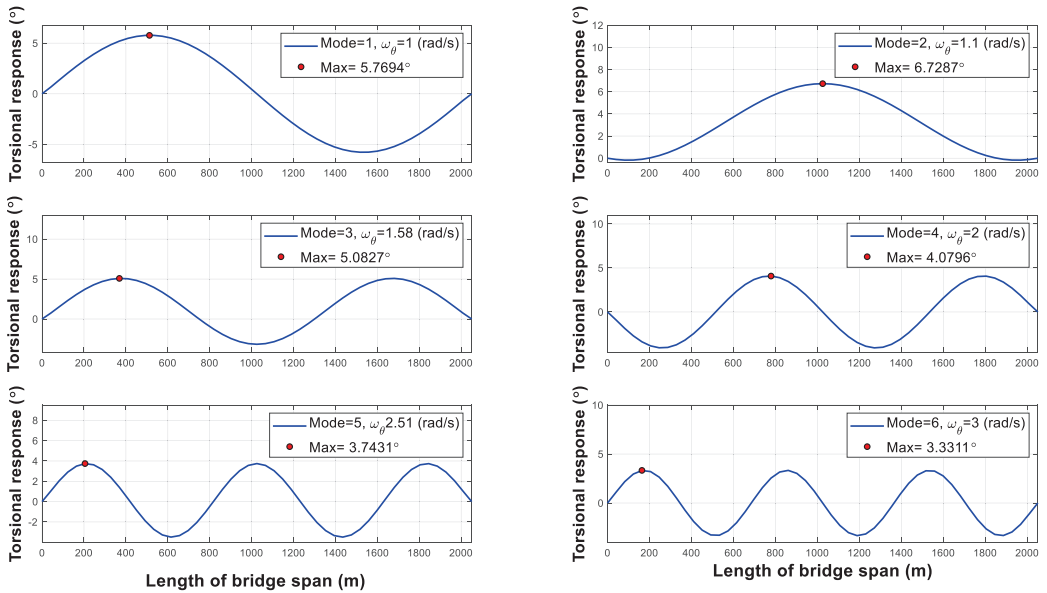 Torsional response (°)
5
0
-5
Mode=1, ωθ=1 (rad/s)
Max= 5.7694°
0 200 400 600 800 1000 1200 1400 1600 1800 2000
Torsional response (°)
12
10
8
6
4
2
0
Mode=2, ωθ=1.1 (rad/s)
Max= 6.7287°
0 200 400 600 800 1000 1200 1400 1600 1800 2000
Torsional response (°)
10
5
0
Mode=3, ωθ=1.58 (rad/s)
Max= 5.0827°
0 200 400 600 800 1000 1200 1400 1600 1800 2000
Torsional response (°)
10
5
0
Mode=4, ωθ=2 (rad/s)
Max= 4.0796°
0 200 400 600 800 1000 1200 1400 1600 1800 2000
Torsional response (°)
8
6
4
2
0
-2
Mode=5, ωθ2.51 (rad/s)
Max= 3.7431°
0 200 400 600 800 1000 1200 1400 1600 1800 2000
Length of bridge span (m)
Torsional response (°)
10
5
0
Mode=6, ωθ=3 (rad/s)
Max= 3.3311°
0 200 400 600 800 1000 1200 1400 1600 1800 2000
Length of bridge span (m)